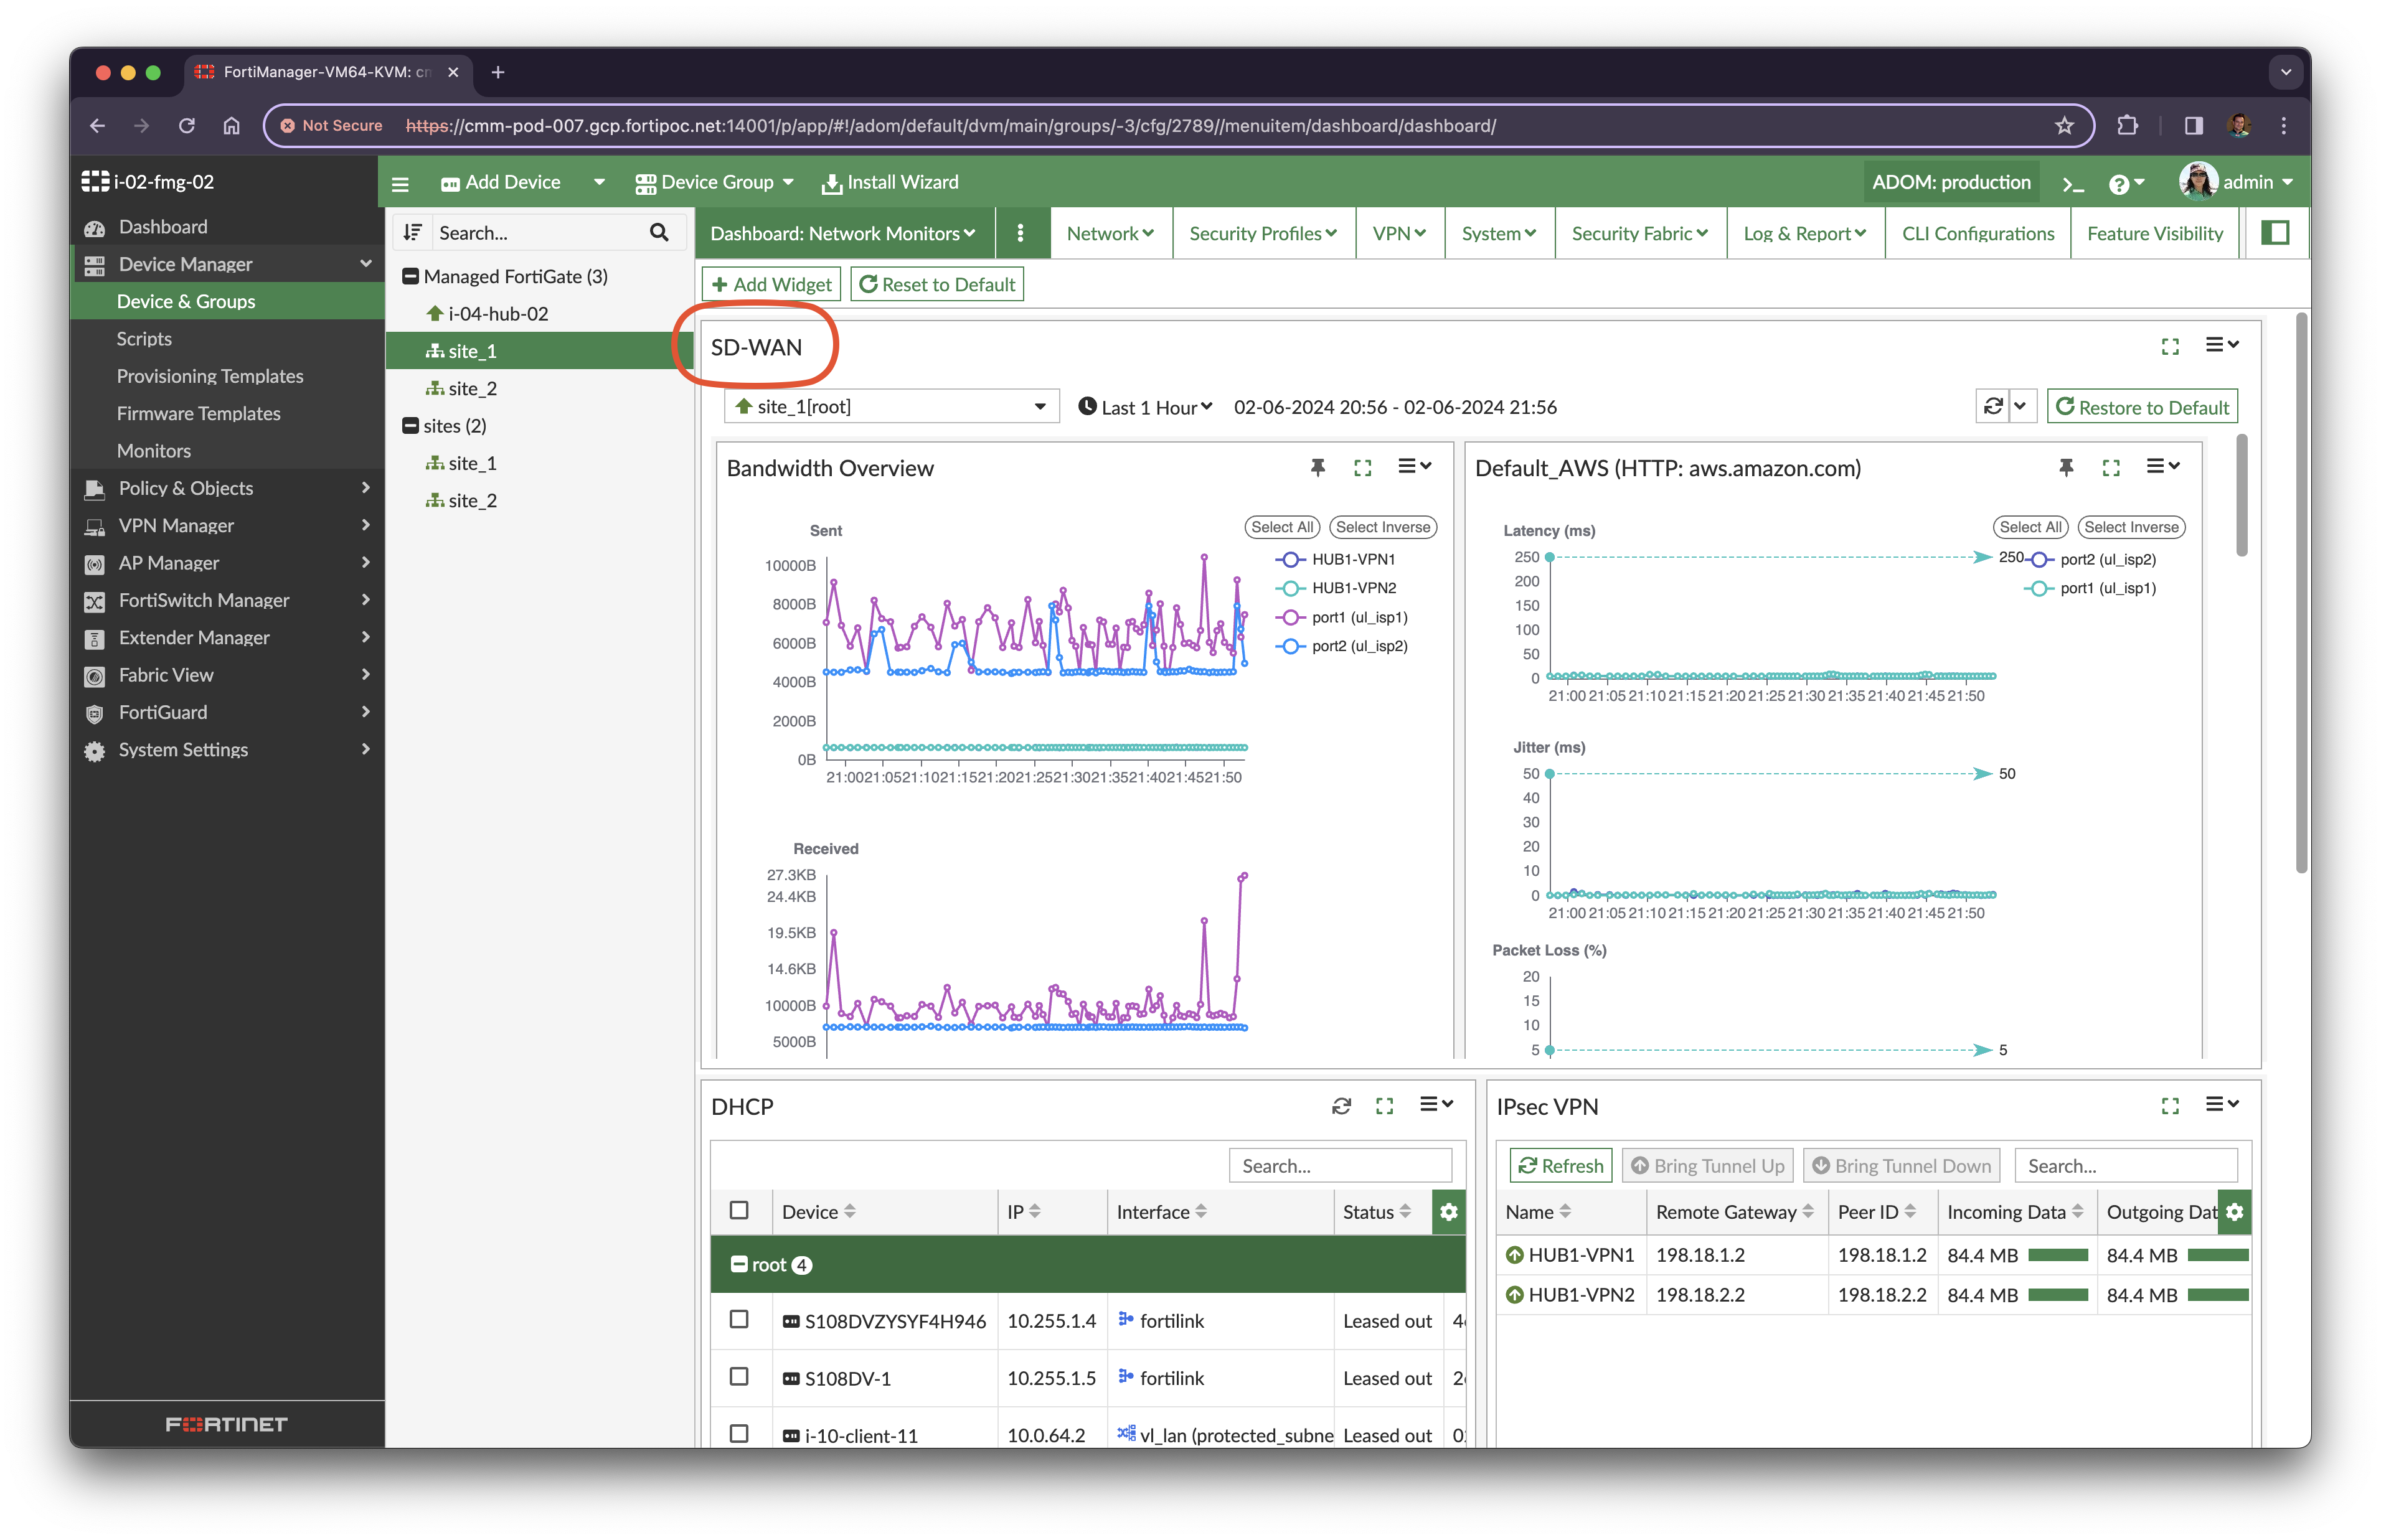 FortiManager-VM64-KVM: cm
Not Secure https://cmm-pod-007.gcp.fortipoc.net:14001/p/app/#!/adom/default/dvm/main/groups/-3/cfg/2789//menuitem/dashboard/dashboard/
i-02-fmg-02
Add Device Device Group Install Wizard ADOM: production admin
Dashboard
Device Manager
Device & Groups
Scripts
Provisioning Templates
Firmware Templates
Monitors
Policy & Objects
VPN Manager
AP Manager
FortiSwitch Manager
Extender Manager
Fabric View
FortiGuard
System Settings
FORTINET
Search...
Managed FortiGate (3)
i-04-hub-02
site_1
site_2
sites (2)
site_1
site_2
Dashboard: Network Monitors Network Security Profiles VPN System Security Fabric Log & Report CLI Configurations Feature Visibility
+ Add Widget Reset to Default
SD-WAN
site_1[root] Last 1 Hour 02-06-2024 20:56 - 02-06-2024 21:56 Restore to Default
Bandwidth Overview
Select All Select Inverse
Sent
HUB1-VPN1
HUB1-VPN2
port1 (ul_isp1)
port2 (ul_isp2)
10000B
8000B
6000B
4000B
2000B
0B
21:00 21:05 21:10 21:15 21:20 21:25 21:30 21:35 21:40 21:45 21:50
Received
27.3KB
24.4KB
19.5KB
14.6KB
10000B
5000B
Default_AWS (HTTP: aws.amazon.com)
Select All Select Inverse
Latency (ms)
port2 (ul_isp2)
port1 (ul_isp1)
250 250
200
150
100
50
0
21:00 21:05 21:10 21:15 21:20 21:25 21:30 21:35 21:40 21:45 21:50
Jitter (ms)
50 50
40
30
20
10
0
21:00 21:05 21:10 21:15 21:20 21:25 21:30 21:35 21:40 21:45 21:50
Packet Loss (%)
20
15
10
5 5
DHCP
Search...
Device IP Interface Status
root 4
S108DVZYSYF4H946 10.255.1.4 fortilink Leased out
S108DV-1 10.255.1.5 fortilink Leased out
i-10-client-11 10.0.64.2 vl_lan (protected_subne Leased out
IPsec VPN
Refresh Bring Tunnel Up Bring Tunnel Down Search...
Name Remote Gateway Peer ID Incoming Data Outgoing Dat
HUB1-VPN1 198.18.1.2 198.18.1.2 84.4 MB 84.4 MB
HUB1-VPN2 198.18.2.2 198.18.2.2 84.4 MB 84.4 MB